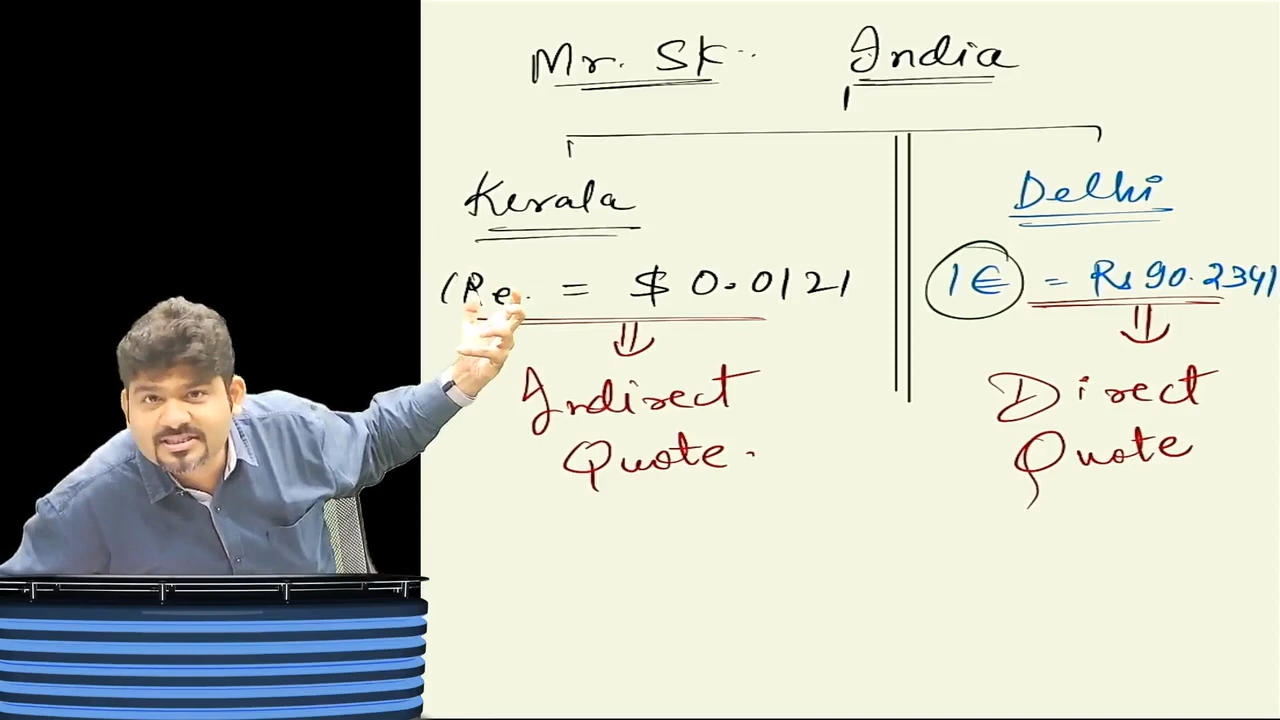 Mr. SK.. India
Kerala
1 Re. = $ 0.0121
Indirect
Quote.
Delhi
1 € = Rs 90.2341
Direct
Quote